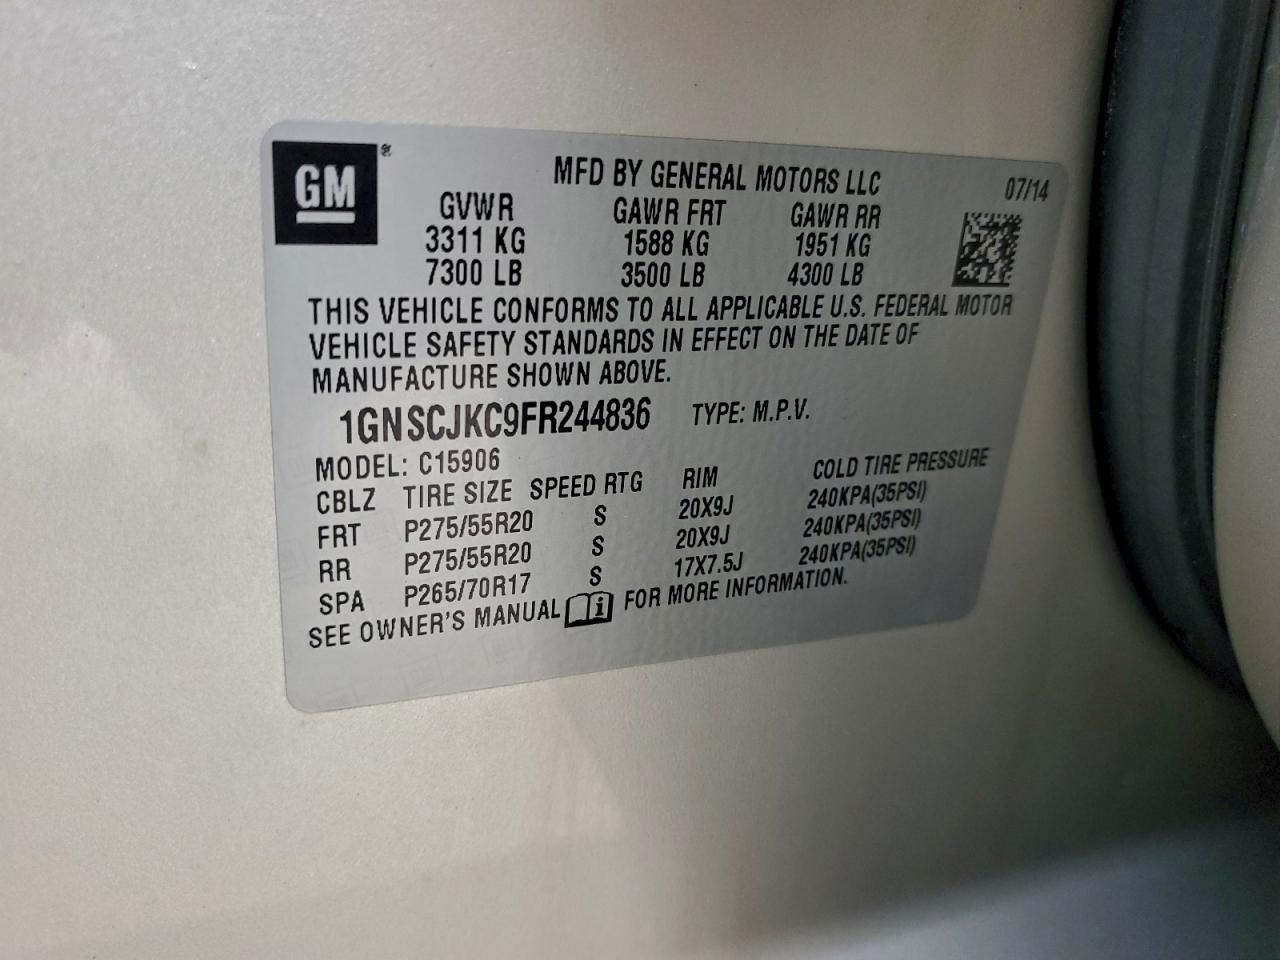 GM ®
MFD BY GENERAL MOTORS LLC 07/14
GVWR GAWR FRT GAWR RR
3311 KG 1588 KG 1951 KG
7300 LB 3500 LB 4300 LB
THIS VEHICLE CONFORMS TO ALL APPLICABLE U.S. FEDERAL MOTOR
VEHICLE SAFETY STANDARDS IN EFFECT ON THE DATE OF
MANUFACTURE SHOWN ABOVE.
1GNSCJKC9FR244836 TYPE: M.P.V.
MODEL: C15906
CBLZ TIRE SIZE SPEED RTG RIM COLD TIRE PRESSURE
FRT P275/55R20 S 20X9J 240KPA(35PSI)
RR P275/55R20 S 20X9J 240KPA(35PSI)
SPA P265/70R17 S 17X7.5J 240KPA(35PSI)
SEE OWNER'S MANUAL i FOR MORE INFORMATION.